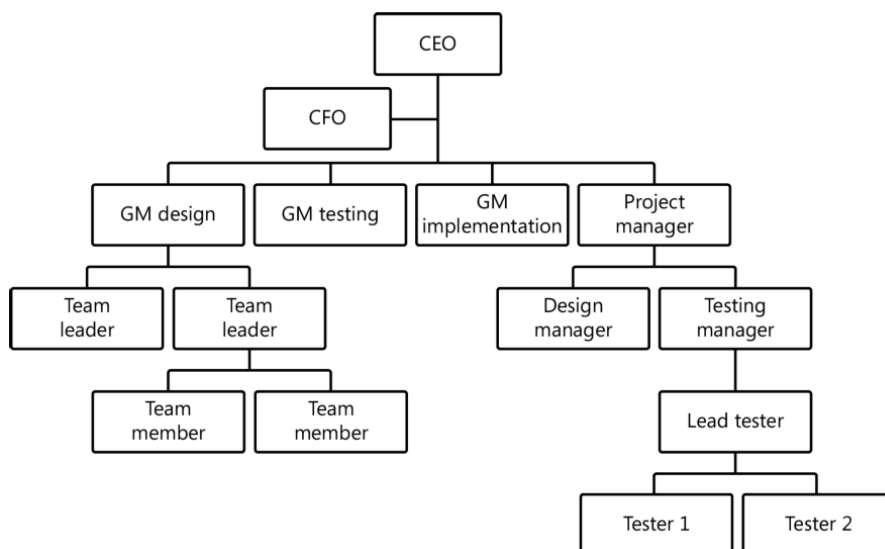 CEO
CFO
GM design
GM testing
GM
implementation
Project
manager
Team
leader
Team
leader
Design
manager
Testing
manager
Team
member
Team
member
Lead tester
Tester 1
Tester 2